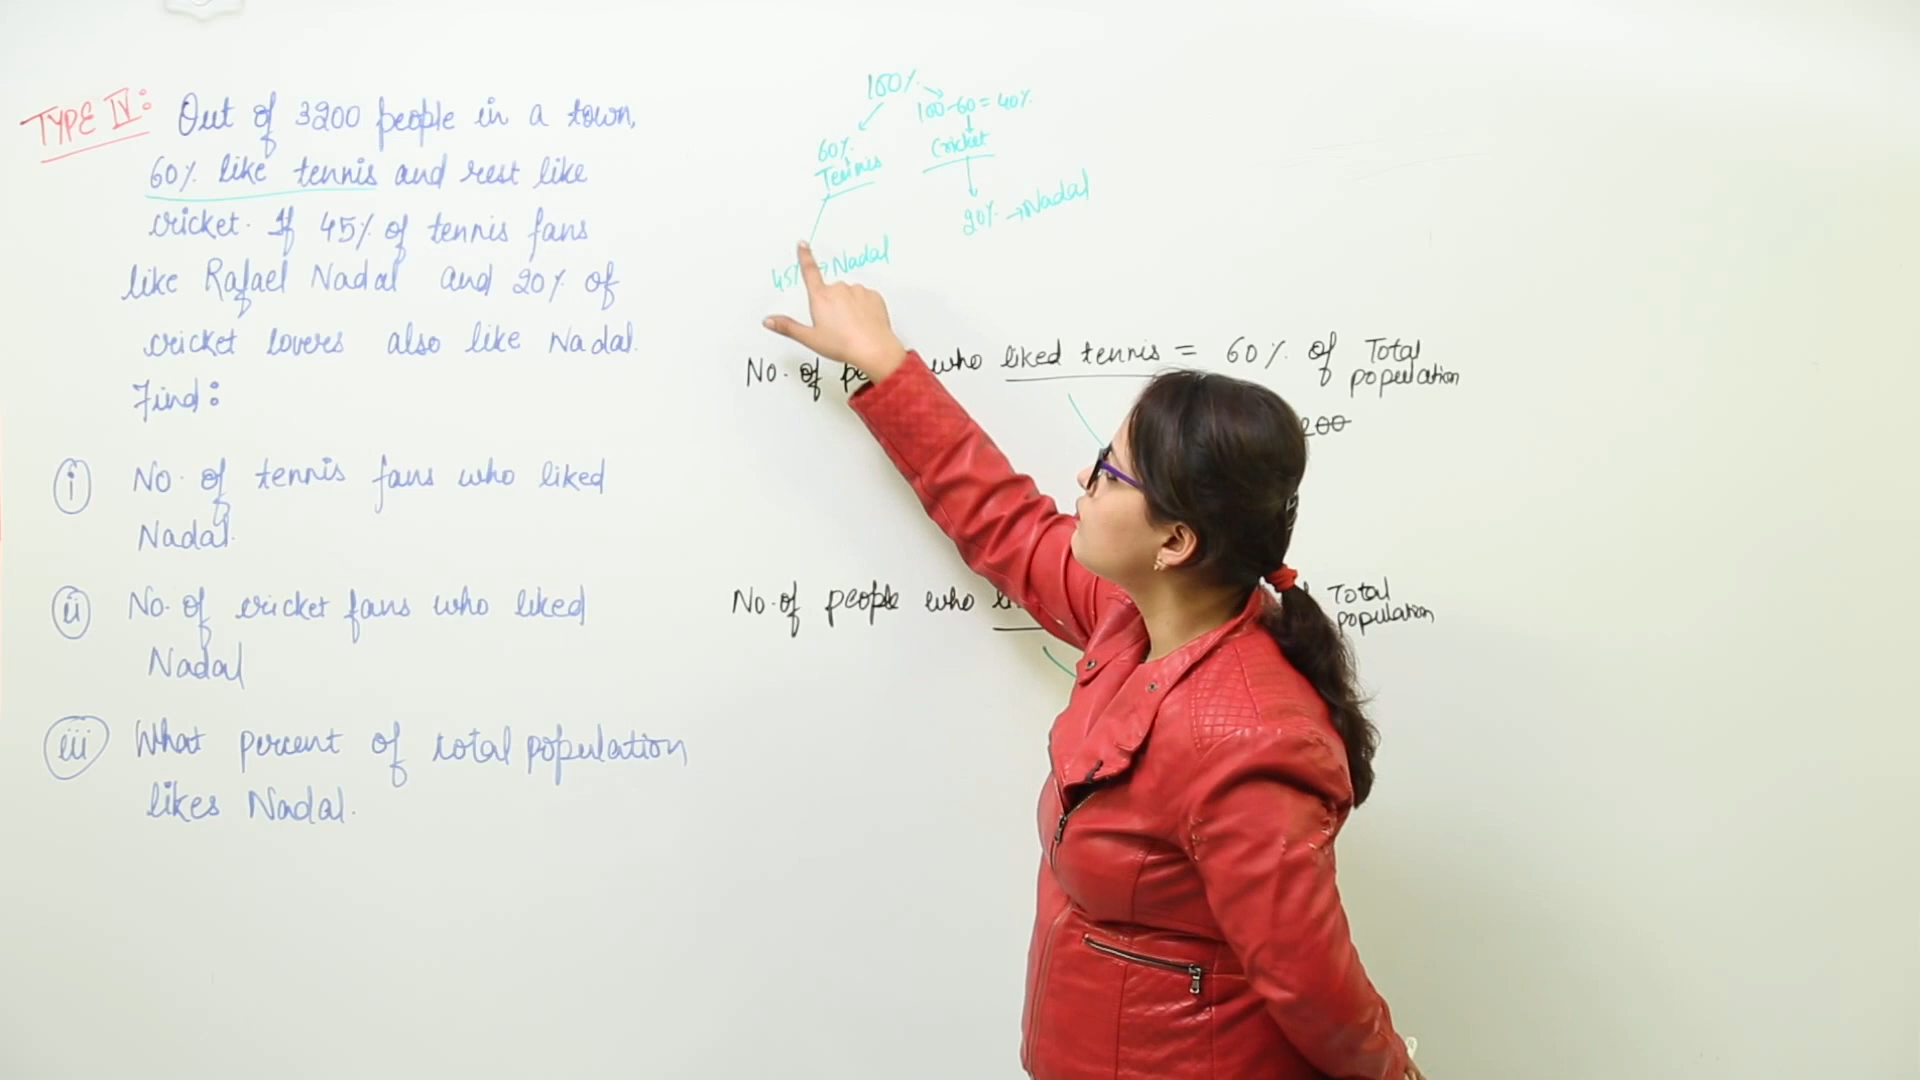 TYPE IV: Out of 3200 people in a town,
60% like tennis and rest like
cricket. If 45% of tennis fans
like Rafael Nadal and 20% of
cricket lovers also like Nadal.
Find:
(i) No. of tennis fans who liked
Nadal.
(ii) No. of cricket fans who liked
Nadal
(iii) What percent of total population
likes Nadal.
100%
100-60=40%
60%
Tennis
Cricket
20% → Nadal
45% → Nadal
No. of who liked tennis = 60% of Total
population
200
No. of people who Total
population